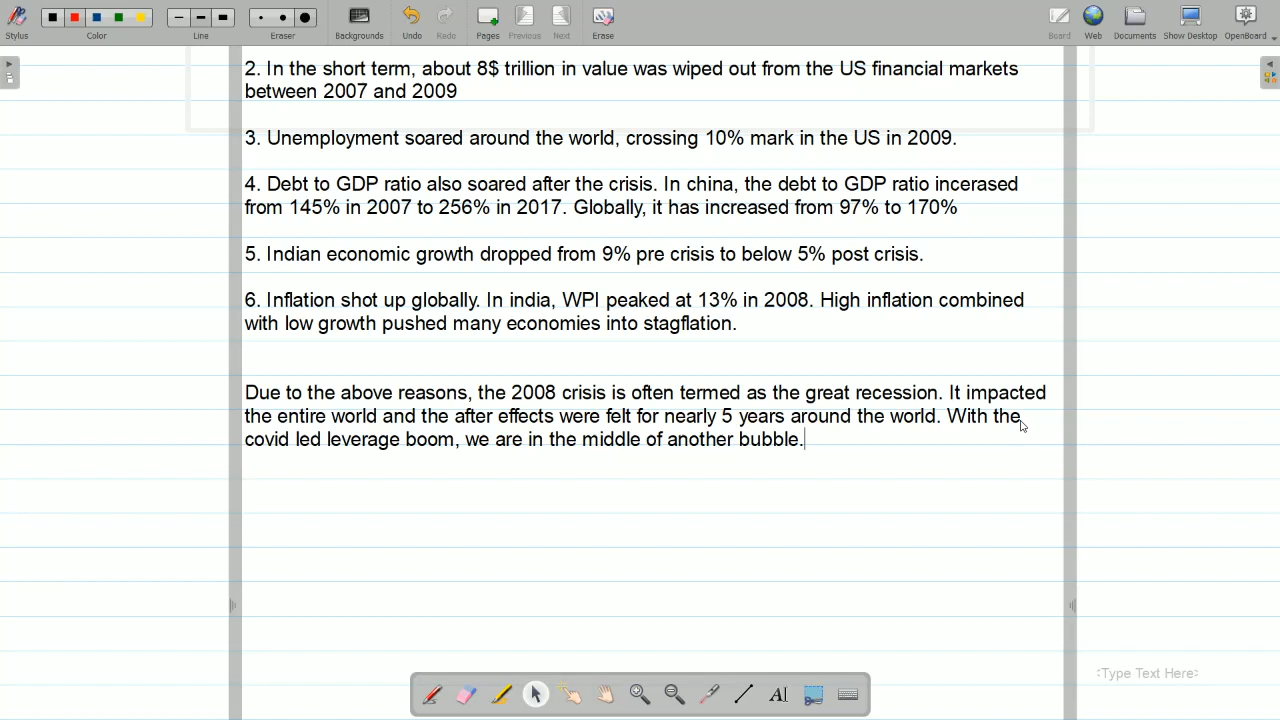 Stylus
Color
Line
Eraser
Backgrounds
Undo
Redo
Pages
Previous
Next
Erase
Board
Web
Documents
Show Desktop
OpenBoard
2. In the short term, about 8$ trillion in value was wiped out from the US financial markets
between 2007 and 2009
3. Unemployment soared around the world, crossing 10% mark in the US in 2009.
4. Debt to GDP ratio also soared after the crisis. In china, the debt to GDP ratio incerased
from 145% in 2007 to 256% in 2017. Globally, it has increased from 97% to 170%
5. Indian economic growth dropped from 9% pre crisis to below 5% post crisis.
6. Inflation shot up globally. In india, WPI peaked at 13% in 2008. High inflation combined
with low growth pushed many economies into stagflation.
Due to the above reasons, the 2008 crisis is often termed as the great recession. It impacted
the entire world and the after effects were felt for nearly 5 years around the world. With the
covid led leverage boom, we are in the middle of another bubble.
:Type Text Here:
AI